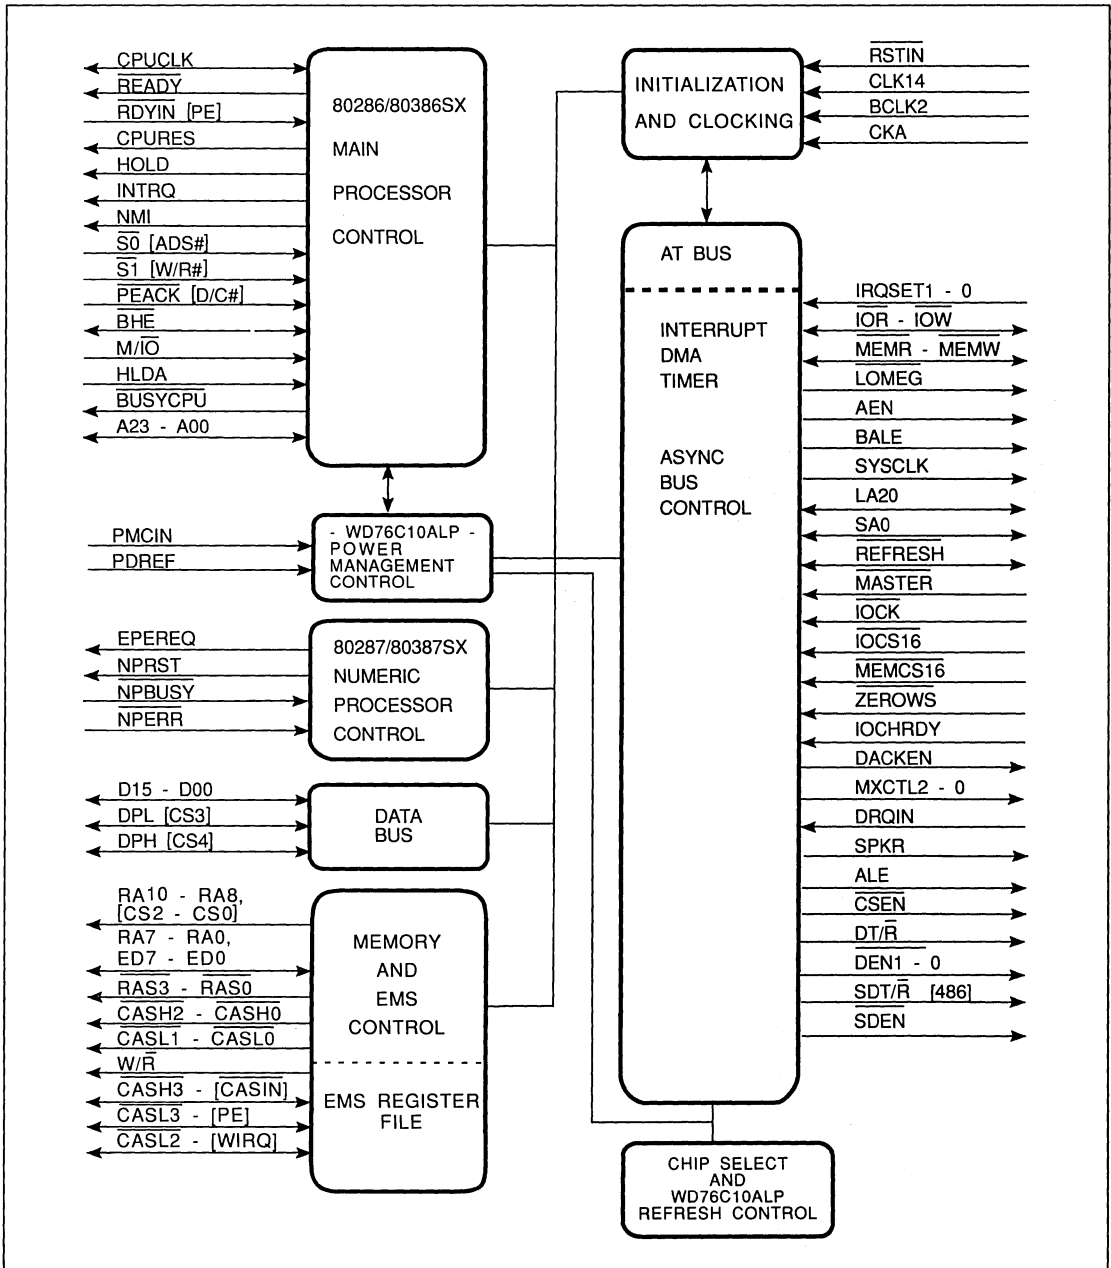 CPUCLK
READY
RDYIN [PE]
CPURES
HOLD
INTRQ
NMI
S0 [ADS#]
S1 [W/R#]
PEACK [D/C#]
BHE
M/IO
HLDA
BUSYCPU
A23 - A00
80286/80386SX
MAIN
PROCESSOR
CONTROL
PMCIN
PDREF
- WD76C10ALP -
POWER
MANAGEMENT
CONTROL
EPEREQ
NPRST
NPBUSY
NPERR
80287/80387SX
NUMERIC
PROCESSOR
CONTROL
D15 - D00
DPL [CS3]
DPH [CS4]
DATA
BUS
RA10 - RA8,
[CS2 - CS0]
RA7 - RA0,
ED7 - ED0
RAS3 - RAS0
CASH2 - CASH0
CASL1 - CASL0
W/R
CASH3 - [CASIN]
CASL3 - [PE]
CASL2 - [WIRQ]
MEMORY
AND
EMS
CONTROL
EMS REGISTER
FILE
INITIALIZATION
AND CLOCKING
RSTIN
CLK14
BCLK2
CKA
AT BUS
INTERRUPT
DMA
TIMER
ASYNC
BUS
CONTROL
IRQSET1 - 0
IOR - IOW
MEMR - MEMW
LOMEG
AEN
BALE
SYSCLK
LA20
SA0
REFRESH
MASTER
IOCK
IOCS16
MEMCS16
ZEROWS
IOCHRDY
DACKEN
MXCTL2 - 0
DRQIN
SPKR
ALE
CSEN
DT/R
DEN1 - 0
SDT/R [486]
SDEN
CHIP SELECT
AND
WD76C10ALP
REFRESH CONTROL